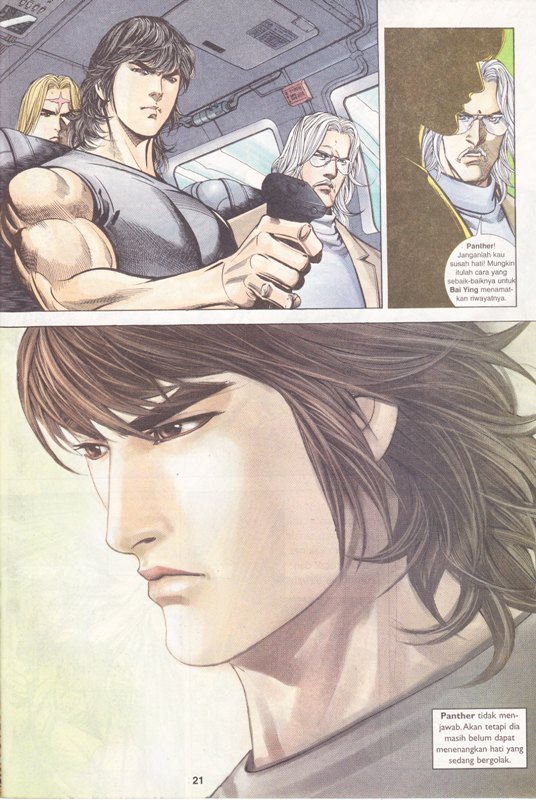 Panther!
Janganlah kau
susah hati! Mungkin
itulah cara yang
sebaik-baiknya untuk
Bai Ying menamat-
kan riwayatnya.
Panther tidak men-
jawab. Akan tetapi dia
masih belum dapat
menenangkan hati yang
sedang bergolak.
21